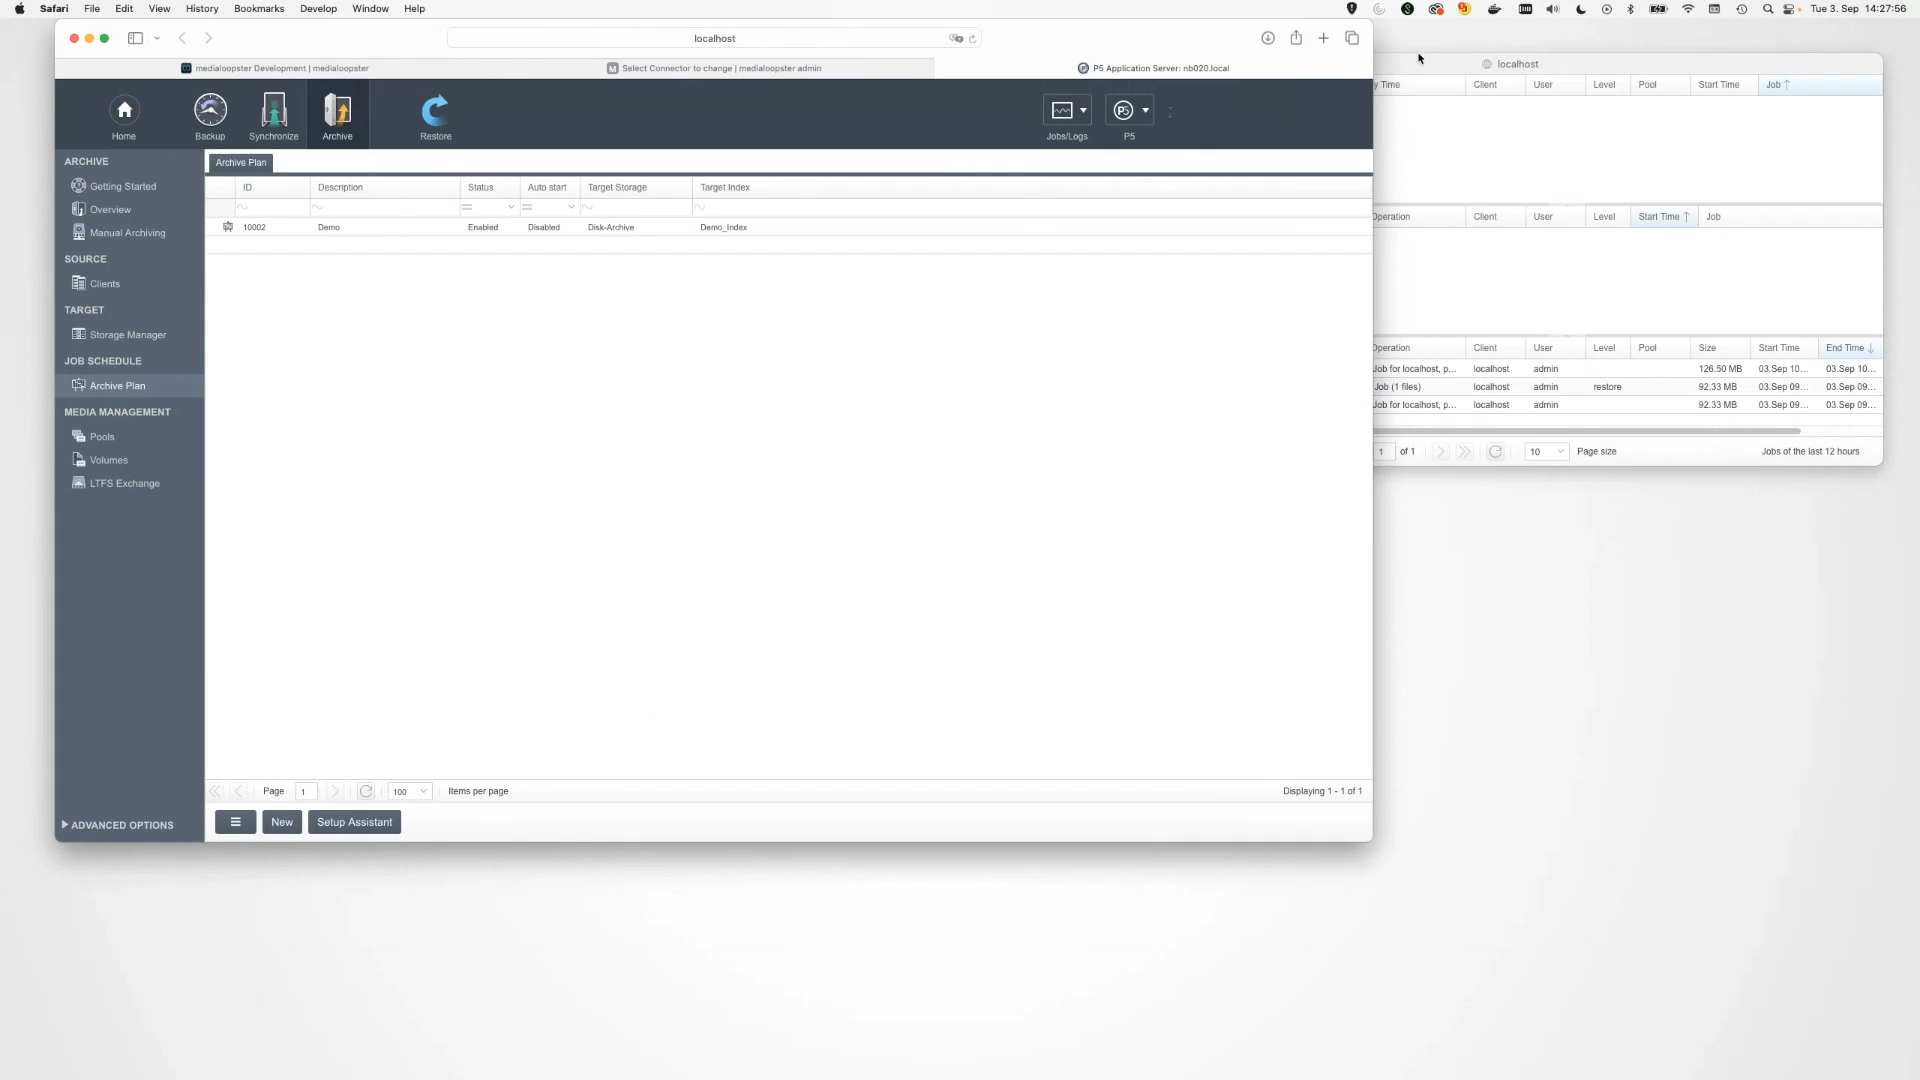 Safari File Edit View History Bookmarks Develop Window Help
Tue 3. Sep 14:27:56
localhost
medialoopster Development | medialoopster
Select Connector to change | medialoopster admin
P5 Application Server: nb020.local
Home
Backup
Synchronize
Archive
Restore
Jobs/Logs
P5
ARCHIVE
Getting Started
Overview
Manual Archiving
SOURCE
Clients
TARGET
Storage Manager
JOB SCHEDULE
Archive Plan
MEDIA MANAGEMENT
Pools
Volumes
LTFS Exchange
ADVANCED OPTIONS
Archive Plan
ID Description Status Auto start Target Storage Target Index
10002 Demo Enabled Disabled Disk-Archive Demo_Index
Page 1 100 Items per page
Displaying 1 - 1 of 1
New
Setup Assistant
localhost
y Time Client User Level Pool Start Time Job
Operation Client User Level Start Time Job
Operation Client User Level Pool Size Start Time End Time
Job for localhost, p... localhost admin 126.50 MB 03.Sep 10... 03.Sep 10...
Job (1 files) localhost admin restore 92.33 MB 03.Sep 09... 03.Sep 09...
Job for localhost, p... localhost admin 92.33 MB 03.Sep 09... 03.Sep 09...
1 of 1 10 Page size Jobs of the last 12 hours